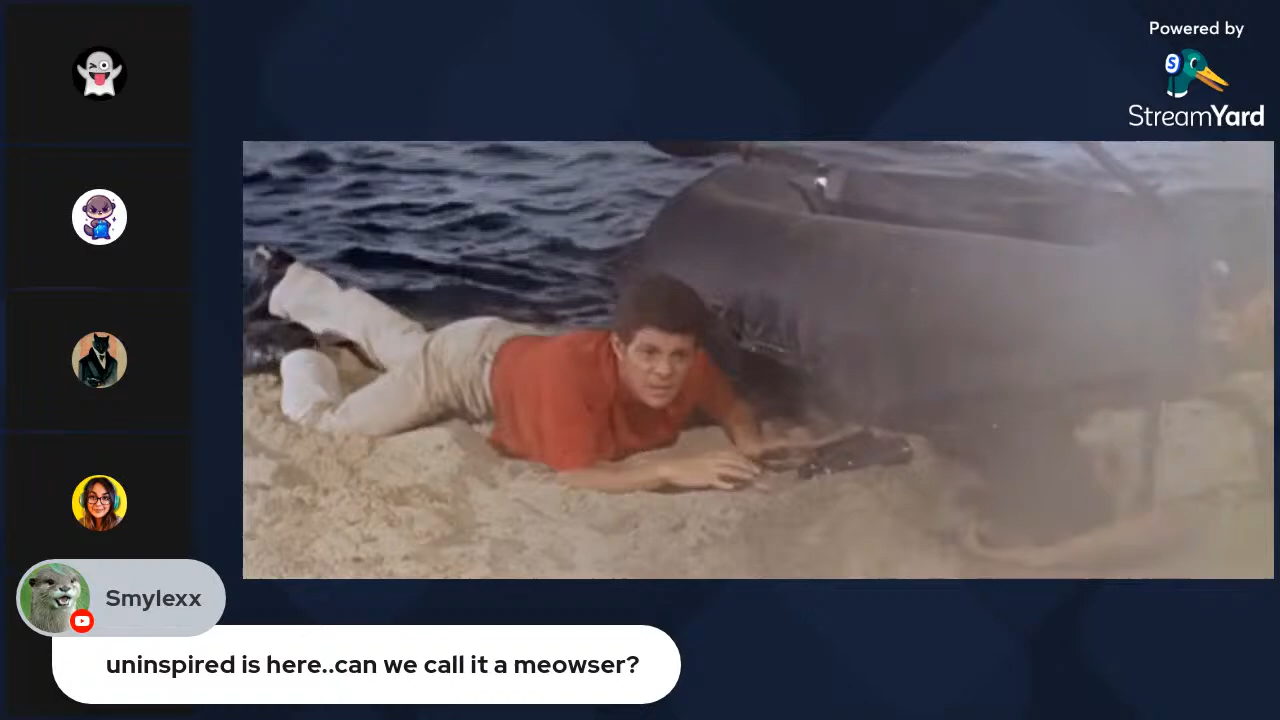 Powered by
StreamYard
S
Smylexx
uninspired is here..can we call it a meowser?